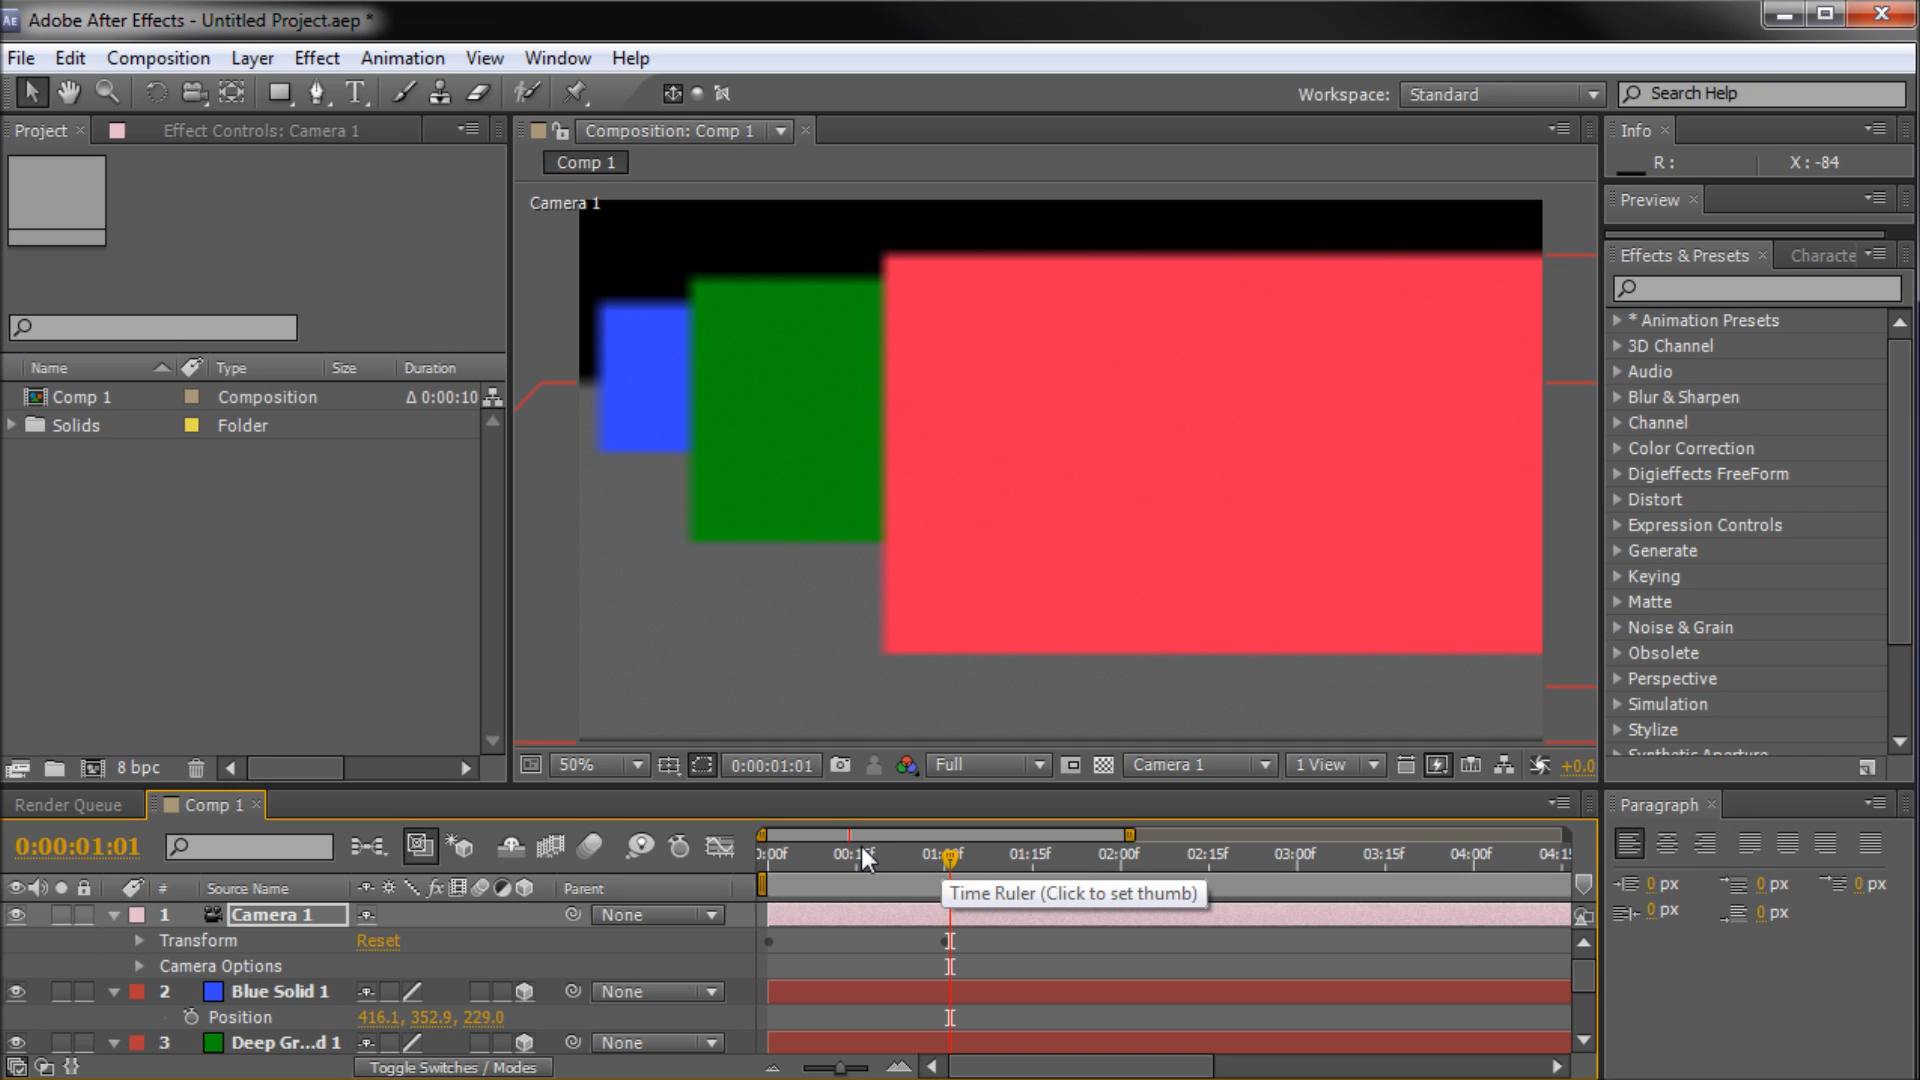 Adobe After Effects - Untitled Project.aep *
File Edit Composition Layer Effect Animation View Window Help
Workspace: Standard Search Help
Project Effect Controls: Camera 1 Composition: Comp 1 Info
Comp 1 R : X : -84
Camera 1 Preview
Effects & Presets Characte
* Animation Presets
3D Channel
Audio
Blur & Sharpen
Channel
Color Correction
Digieffects FreeForm
Distort
Expression Controls
Generate
Keying
Matte
Noise & Grain
Obsolete
Perspective
Simulation
Stylize
Synthetic Aperture
Name Type Size Duration
Comp 1 Composition Δ 0:00:10
Solids Folder
8 bpc 50% 0:00:01:01 Full Camera 1 1 View +0.0
Render Queue Comp 1 Paragraph
0:00:01:01
01:15f 02:00f 02:15f 03:00f 03:15f 04:00f
# Source Name fx Parent
Time Ruler (Click to set thumb)
0 px 0 px 0 px
0 px 0 px
1 Camera 1 None
Transform Reset
Camera Options
2 Blue Solid 1 None
Position 416.1, 352.9, 229.0
3 Deep Gr...d 1 None
Toggle Switches / Modes